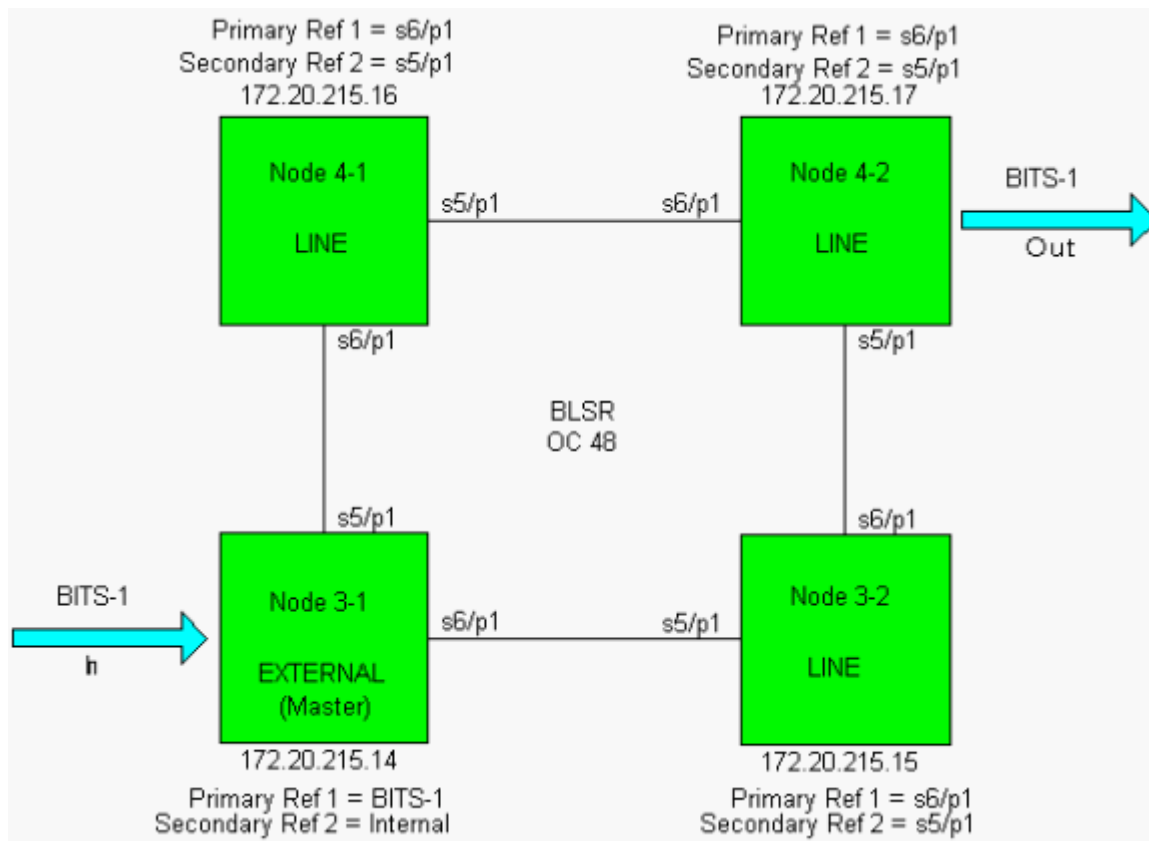 Primary Ref 1 = s6/p1
Secondary Ref 2 = s5/p1
172.20.215.16
Primary Ref 1 = s6/p1
Secondary Ref 2 = s5/p1
172.20.215.17
Node 4-1
LINE
s5/p1
s6/p1
Node 4-2
LINE
BITS-1
Out
s6/p1
s5/p1
BLSR
OC 48
s5/p1
s6/p1
BITS-1
In
Node 3-1
EXTERNAL
(Master)
s6/p1
s5/p1
Node 3-2
LINE
172.20.215.14
Primary Ref 1 = BITS-1
Secondary Ref 2 = Internal
172.20.215.15
Primary Ref 1 = s6/p1
Secondary Ref 2 = s5/p1